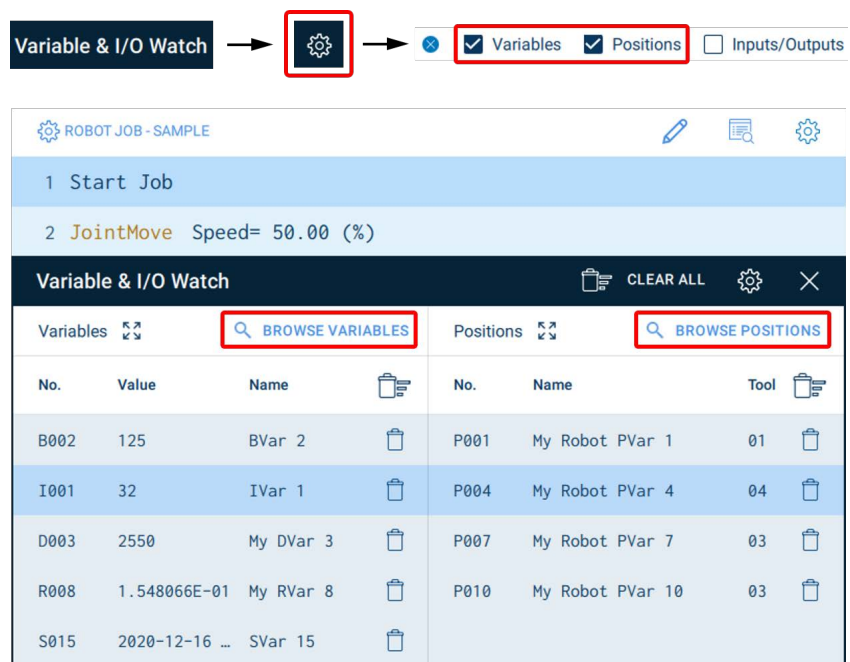 Variable & I/O Watch Variables Positions Inputs/Outputs
ROBOT JOB - SAMPLE
1 Start Job
2 JointMove Speed= 50.00 (%)
Variable & I/O Watch CLEAR ALL
Variables BROWSE VARIABLES Positions BROWSE POSITIONS
No. Value Name No. Name Tool
B002 125 BVar 2 P001 My Robot PVar 1 01
I001 32 IVar 1 P004 My Robot PVar 4 04
D003 2550 My DVar 3 P007 My Robot PVar 7 03
R008 1.548066E-01 My RVar 8 P010 My Robot PVar 10 03
S015 2020-12-16 … SVar 15